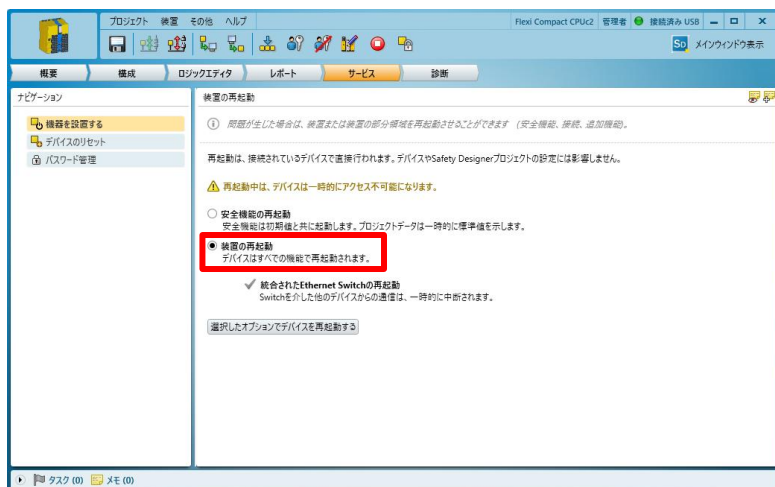 プロジェクト 装置 その他 ヘルプ
Flexi Compact CPUc2 管理者 接続済み USB
SD メインウィンドウ表示
概要 構成 ロジックエディタ レポート サービス 診断
ナビゲーション
機器を設置する
デバイスのリセット
パスワード管理
装置の再起動
問題が生じた場合は、装置または装置の部分領域を再起動させることができます (安全機能、接続、追加機能)。
再起動は、接続されているデバイスで直接行われます。デバイスやSafety Designerプロジェクトの設定には影響しません。
再起動中は、デバイスは一時的にアクセス不可能になります。
安全機能の再起動
安全機能は初期値と共に起動します。プロジェクトデータは一時的に標準値を示します。
装置の再起動
デバイスはすべての機能で再起動されます。
統合されたEthernet Switchの再起動
Switchを介した他のデバイスからの通信は、一時的に中断されます。
選択したオプションでデバイスを再起動する
タスク (0) メモ (0)